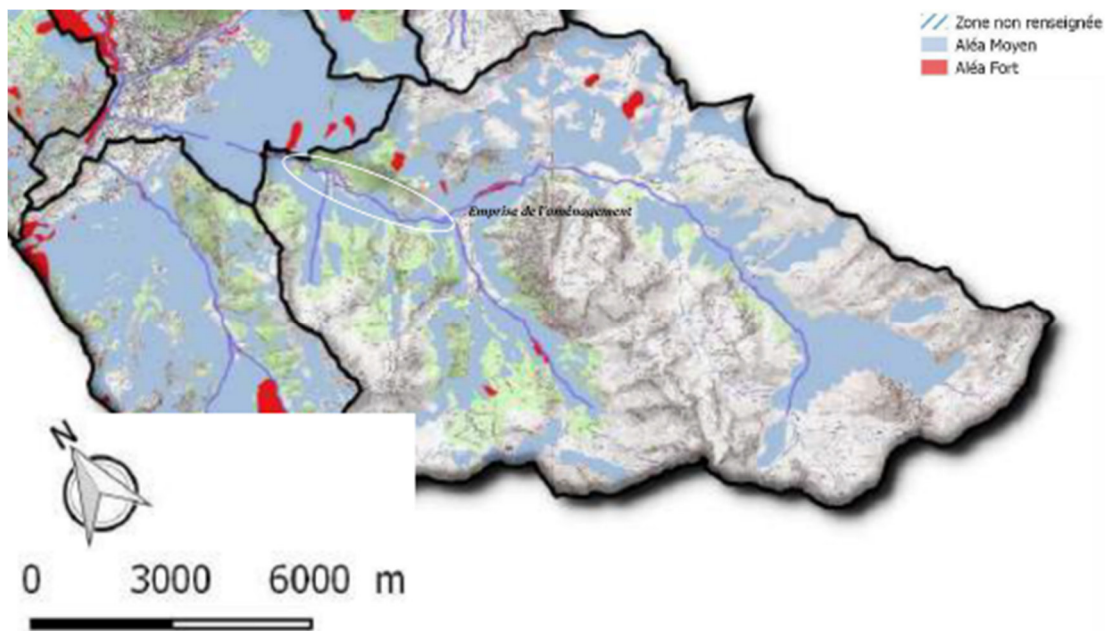 Zone non renseignée
Aléa Moyen
Aléa Fort
Emprise de l'aménagement
N
0 3000 6000 m